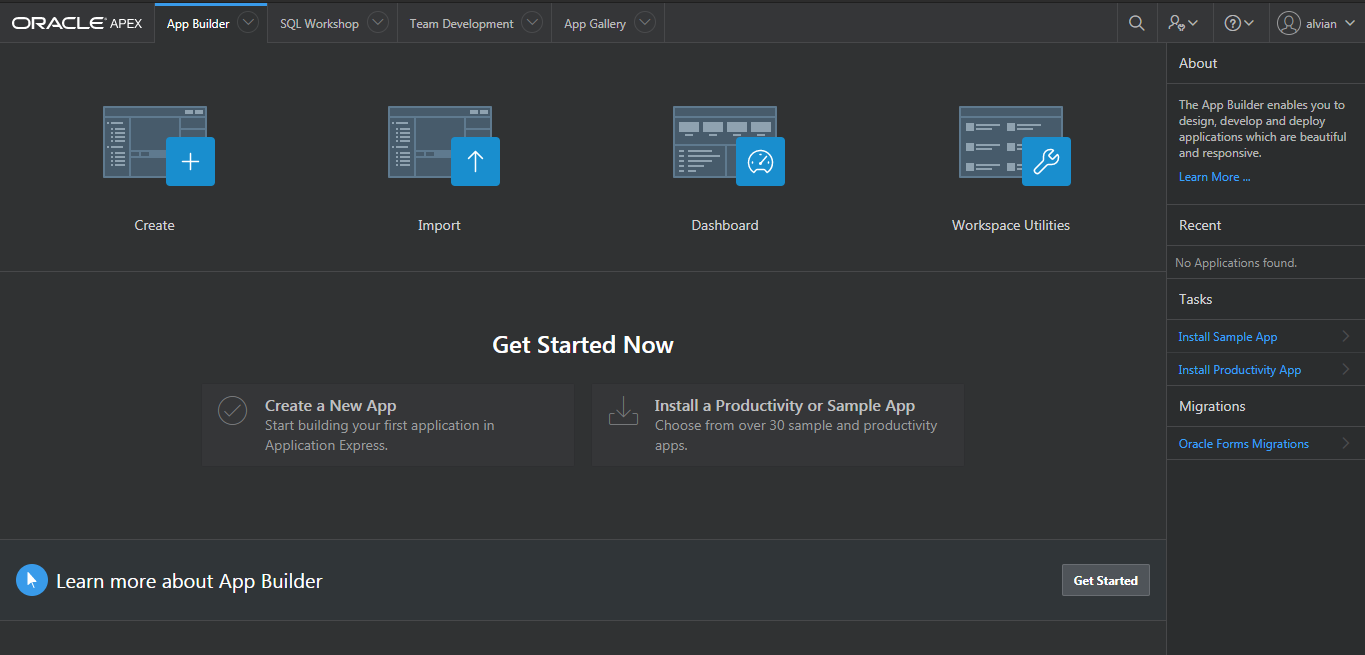 ORACLE APEX
App Builder
SQL Workshop
Team Development
App Gallery
alvian
Create
Import
Dashboard
Workspace Utilities
Get Started Now
Create a New App
Start building your first application in
Application Express.
Install a Productivity or Sample App
Choose from over 30 sample and productivity
apps.
Learn more about App Builder
Get Started
About
The App Builder enables you to
design, develop and deploy
applications which are beautiful
and responsive.
Learn More ...
Recent
No Applications found.
Tasks
Install Sample App
Install Productivity App
Migrations
Oracle Forms Migrations